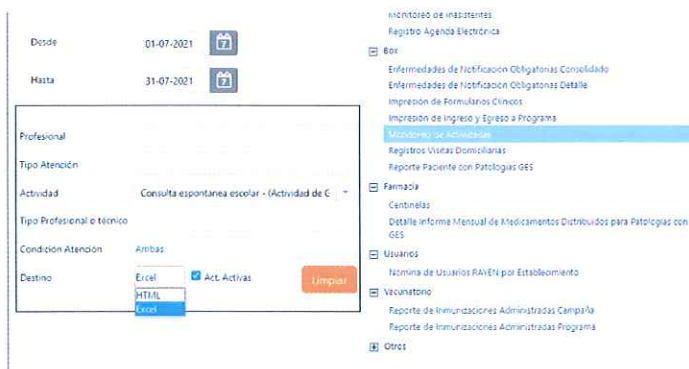 Desde 01-07-2021
Hasta 31-07-2021
Profesional
Tipo Atención
Actividad Consulta espontanea escolar - (Actividad de G
Tipo Profesional o técnico
Condición Atención Ambas
Destino Excel Act. Activas Limpiar
HTML
Excel
Monitoreo de Inasistentes
Registro Agenda Electrónica
Box
Enfermedades de Notificación Obligatorias Consolidado
Enfermedades de Notificación Obligatorias Detalle
Impresión de Formularios Clínicos
Impresión de Ingreso y Egreso a Programa
Monitoreo de Actividades
Registros Visitas Domiciliarias
Reporte Paciente con Patologías GES
Farmacia
Centinelas
Detalle Informe Mensual de Medicamentos Distribuidos para Patologías con
GES
Usuarios
Nomina de Usuarios RAYEN por Establecimiento
Vacunatorio
Reporte de Inmunizaciones Administradas Campaña
Reporte de Inmunizaciones Administradas Programa
Otros